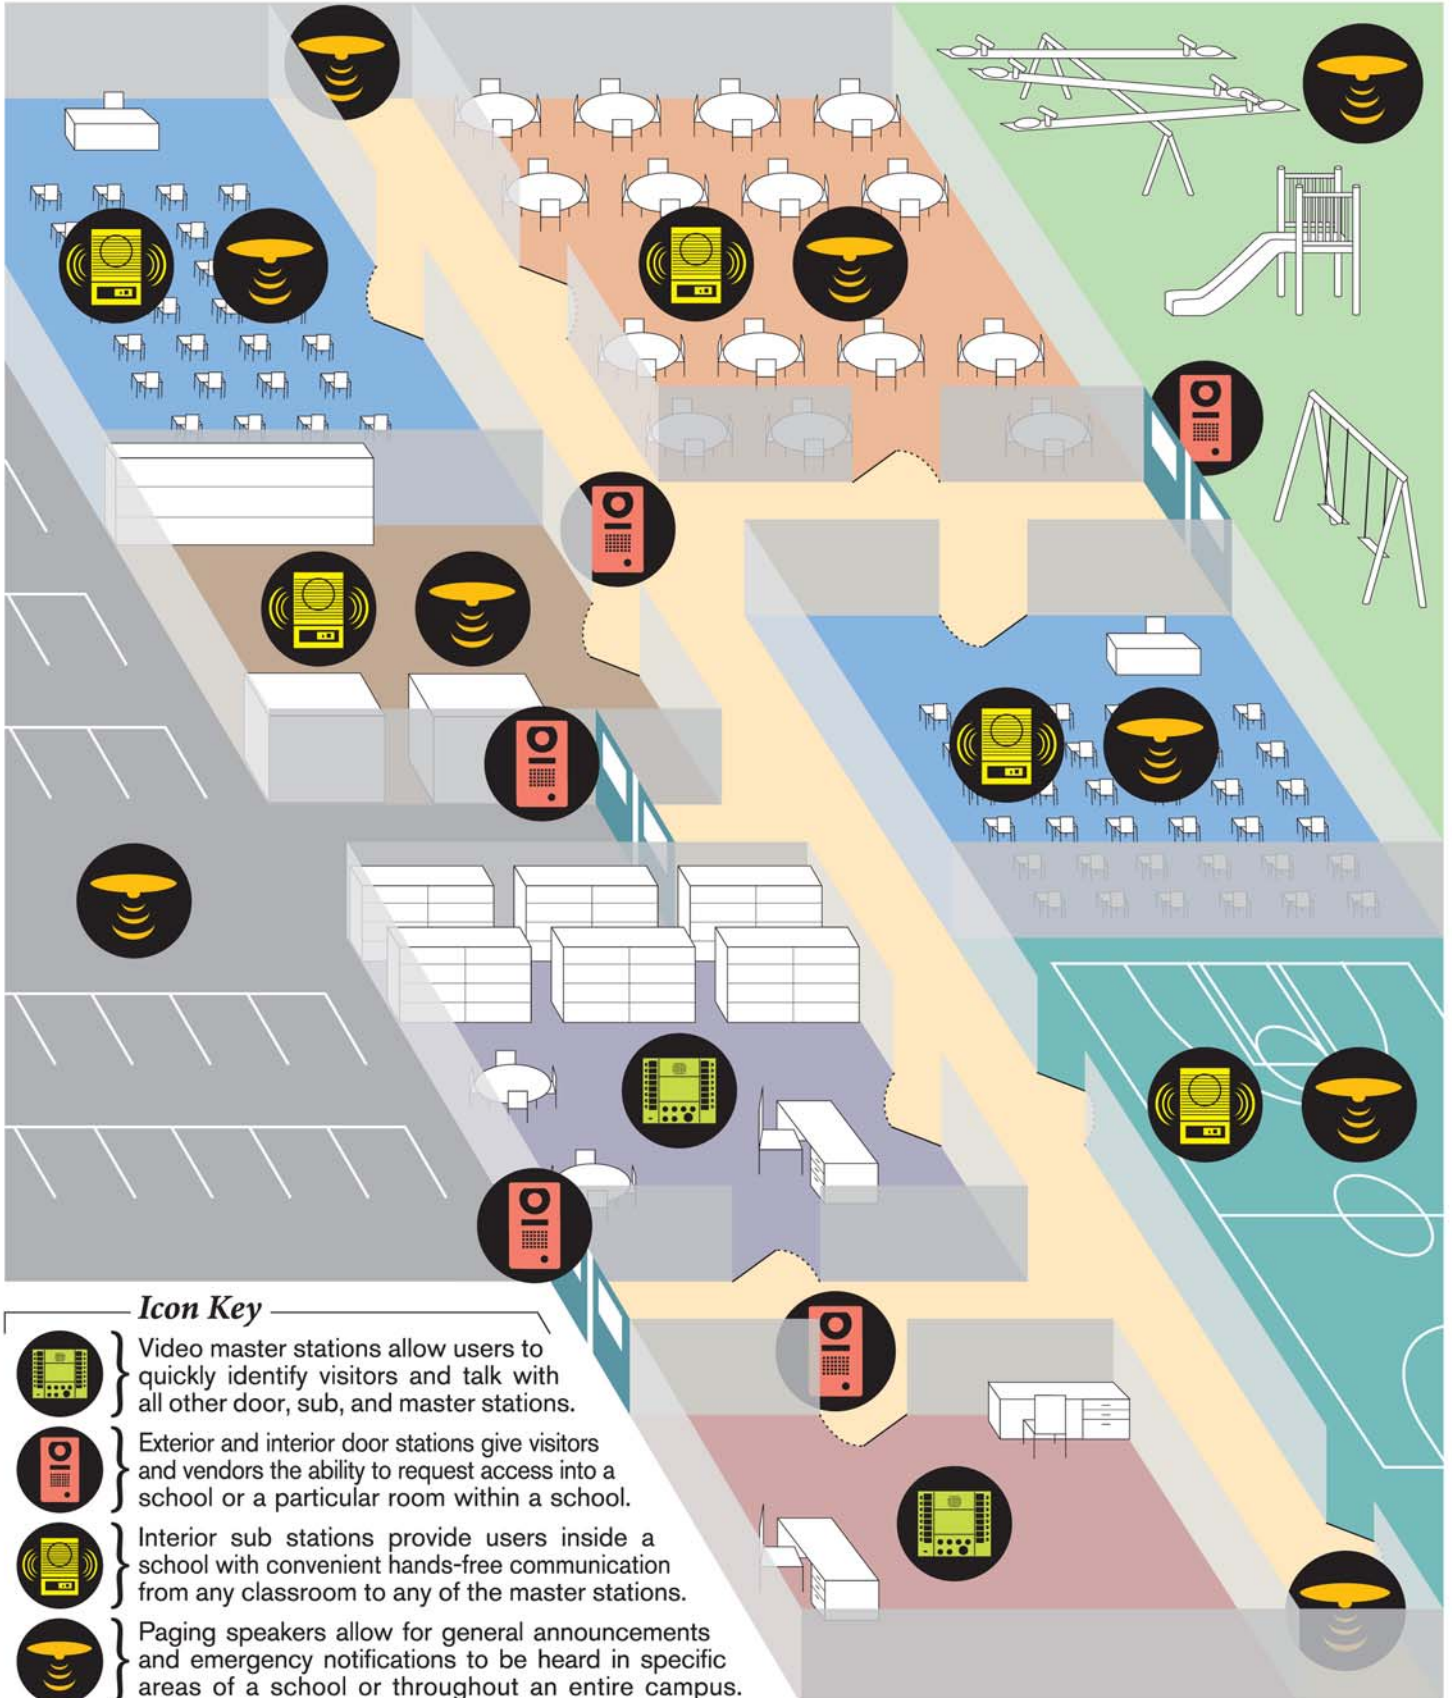 Icon Key
Video master stations allow users to
quickly identify visitors and talk with
all other door, sub, and master stations.
Exterior and interior door stations give visitors
and vendors the ability to request access into a
school or a particular room within a school.
Interior sub stations provide users inside a
school with convenient hands-free communication
from any classroom to any of the master stations.
Paging speakers allow for general announcements
and emergency notifications to be heard in specific
areas of a school or throughout an entire campus.